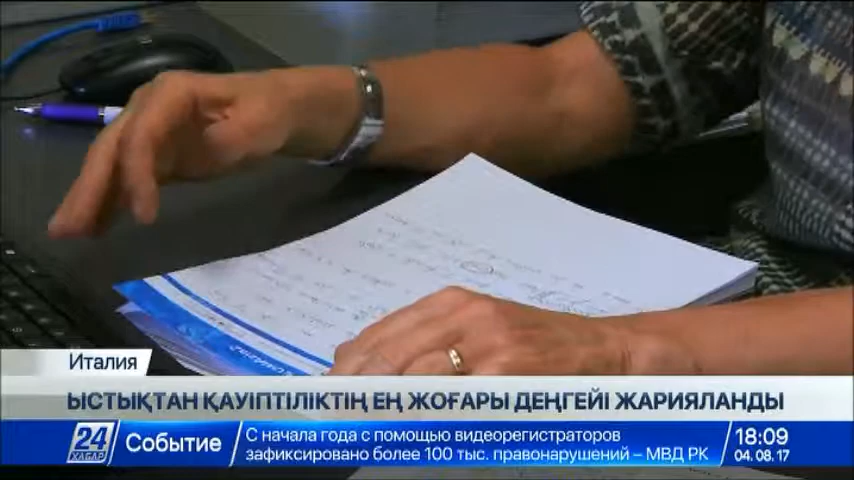 Италия
ЫСТЫҚТАН ҚАУІПТІЛІКТІҢ ЕҢ ЖОҒАРЫ ДЕҢГЕЙІ ЖАРИЯЛАНДЫ
24
ХАБАР
Событие
С начала года с помощью видеорегистраторов
зафиксировано более 100 тыс. правонарушений – МВД РК
18:09
04.08.17